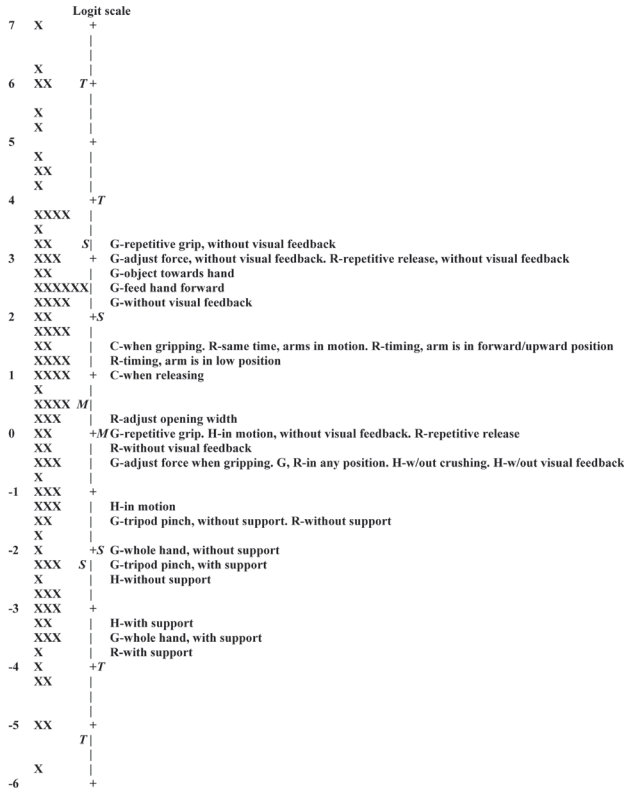 Logit scale
7 X +
|
|
X |
6 XX T+
|
X |
X |
5 +
X |
XX |
X |
4 +T
XXXX |
X |
XX S| G-repetitive grip, without visual feedback
3 XXX + G-adjust force, without visual feedback. R-repetitive release, without visual feedback
XX | G-object towards hand
XXXXXX| G-feed hand forward
XXXX | G-without visual feedback
2 XX +S
XXXX |
XX | C-when gripping. R-same time, arms in motion. R-timing, arm is in forward/upward position
XXXX | R-timing, arm is in low position
1 XXXX + C-when releasing
X |
XXXX M|
XXX | R-adjust opening width
0 XX +M G-repetitive grip. H-in motion, without visual feedback. R-repetitive release
XX | R-without visual feedback
XXX | G-adjust force when gripping. G, R-in any position. H-w/out crushing. H-w/out visual feedback
X |
-1 XXX +
XXX | H-in motion
XX | G-tripod pinch, without support. R-without support
X |
-2 X +S G-whole hand, without support
XXX S| G-tripod pinch, with support
X | H-without support
XXX |
-3 XXX +
XX | H-with support
XXX | G-whole hand, with support
X | R-with support
-4 X +T
XX |
|
|
-5 XX +
T|
|
X |
-6 +